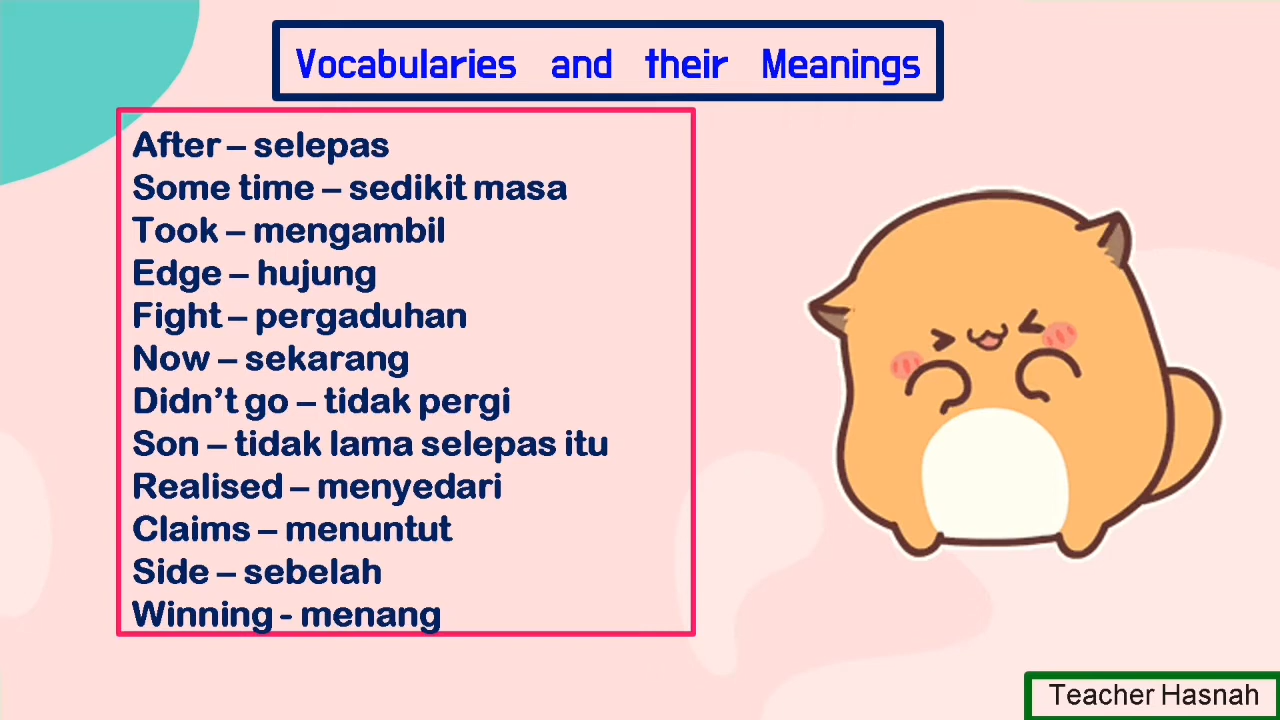 Vocabularies and their Meanings
After – selepas
Some time – sedikit masa
Took – mengambil
Edge – hujung
Fight – pergaduhan
Now – sekarang
Didn’t go – tidak pergi
Son – tidak lama selepas itu
Realised – menyedari
Claims – menuntut
Side – sebelah
Winning - menang
Teacher Hasnah